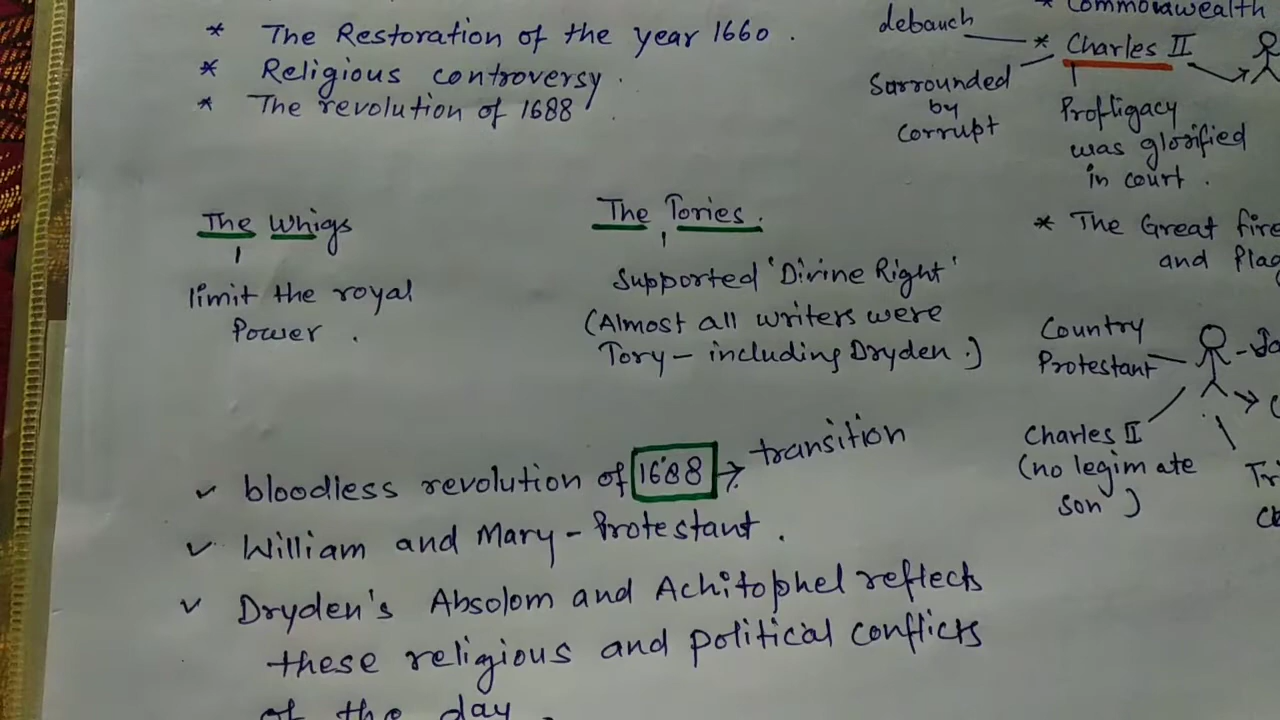 * The Restoration of the year 1660 .
* Religious controversy .
* The revolution of 1688
* Commonwealth
debauch
* Charles II
Surrounded
by
Corrupt
Profligacy
was glorified
in court .
* The Great fire
and
The Whigs
limit the royal
Power .
The Tories .
Supported 'Divine Right'
(Almost all writers were
Tory - including Dryden .)
Country
Protestant
Charles II
(no legimate
son )
bloodless revolution of 1688 → transition
William and Mary - Protestant .
Dryden's Absolom and Achitophel reflects
these religious and political conflicts
of the day .